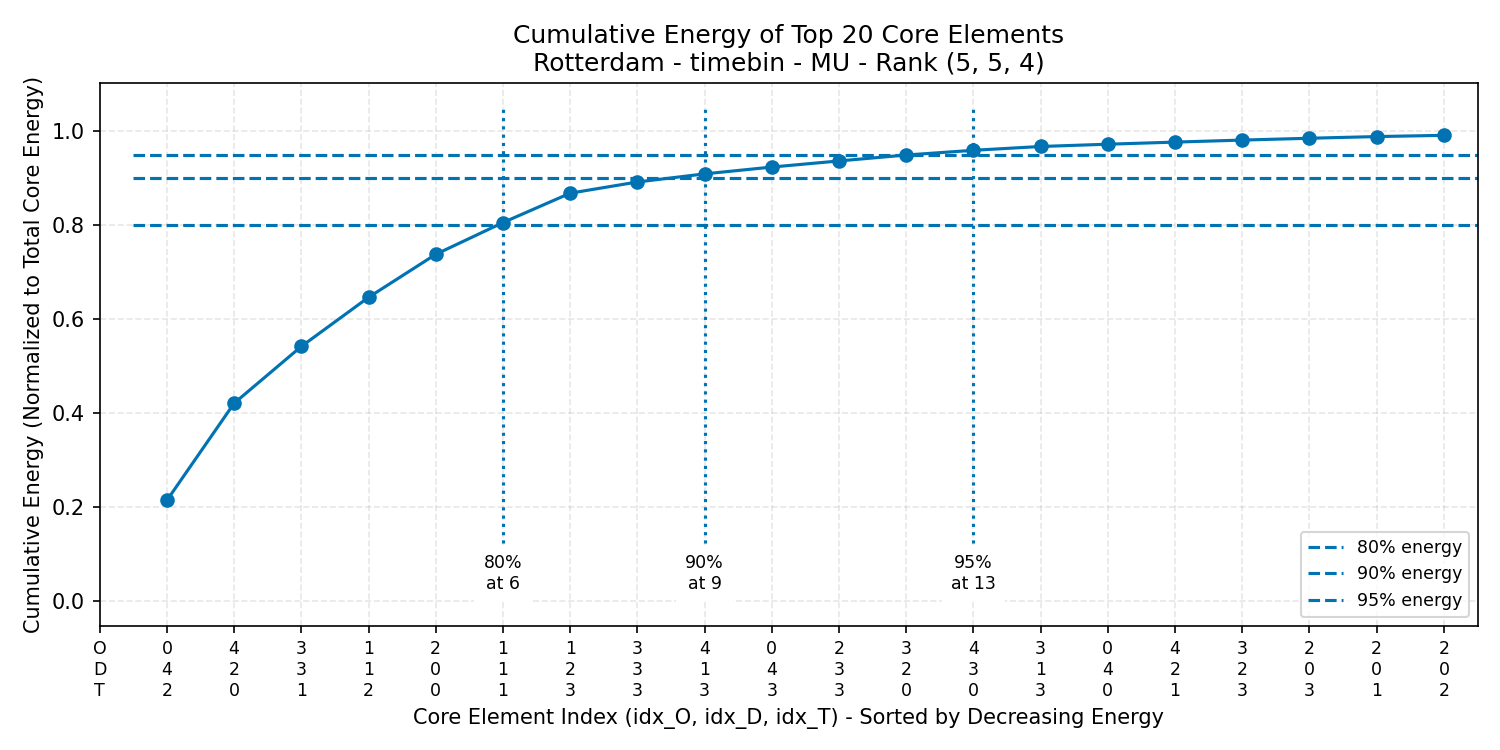 Cumulative Energy of Top 20 Core Elements
Rotterdam - timebin - MU - Rank (5, 5, 4)
Cumulative Energy (Normalized to Total Core Energy)
1.0
0.8
0.6
0.4
0.2
0.0
80%
at 6
90%
at 9
95%
at 13
80% energy
90% energy
95% energy
O 0 4 3 1 2 1 1 3 4 0 2 3 4 3 0 4 3 2 2 2
D 4 2 3 1 0 1 2 3 1 4 3 2 3 1 4 2 2 0 0 0
T 2 0 1 2 0 1 3 3 3 3 3 0 0 3 0 1 3 3 1 2
Core Element Index (idx_O, idx_D, idx_T) - Sorted by Decreasing Energy